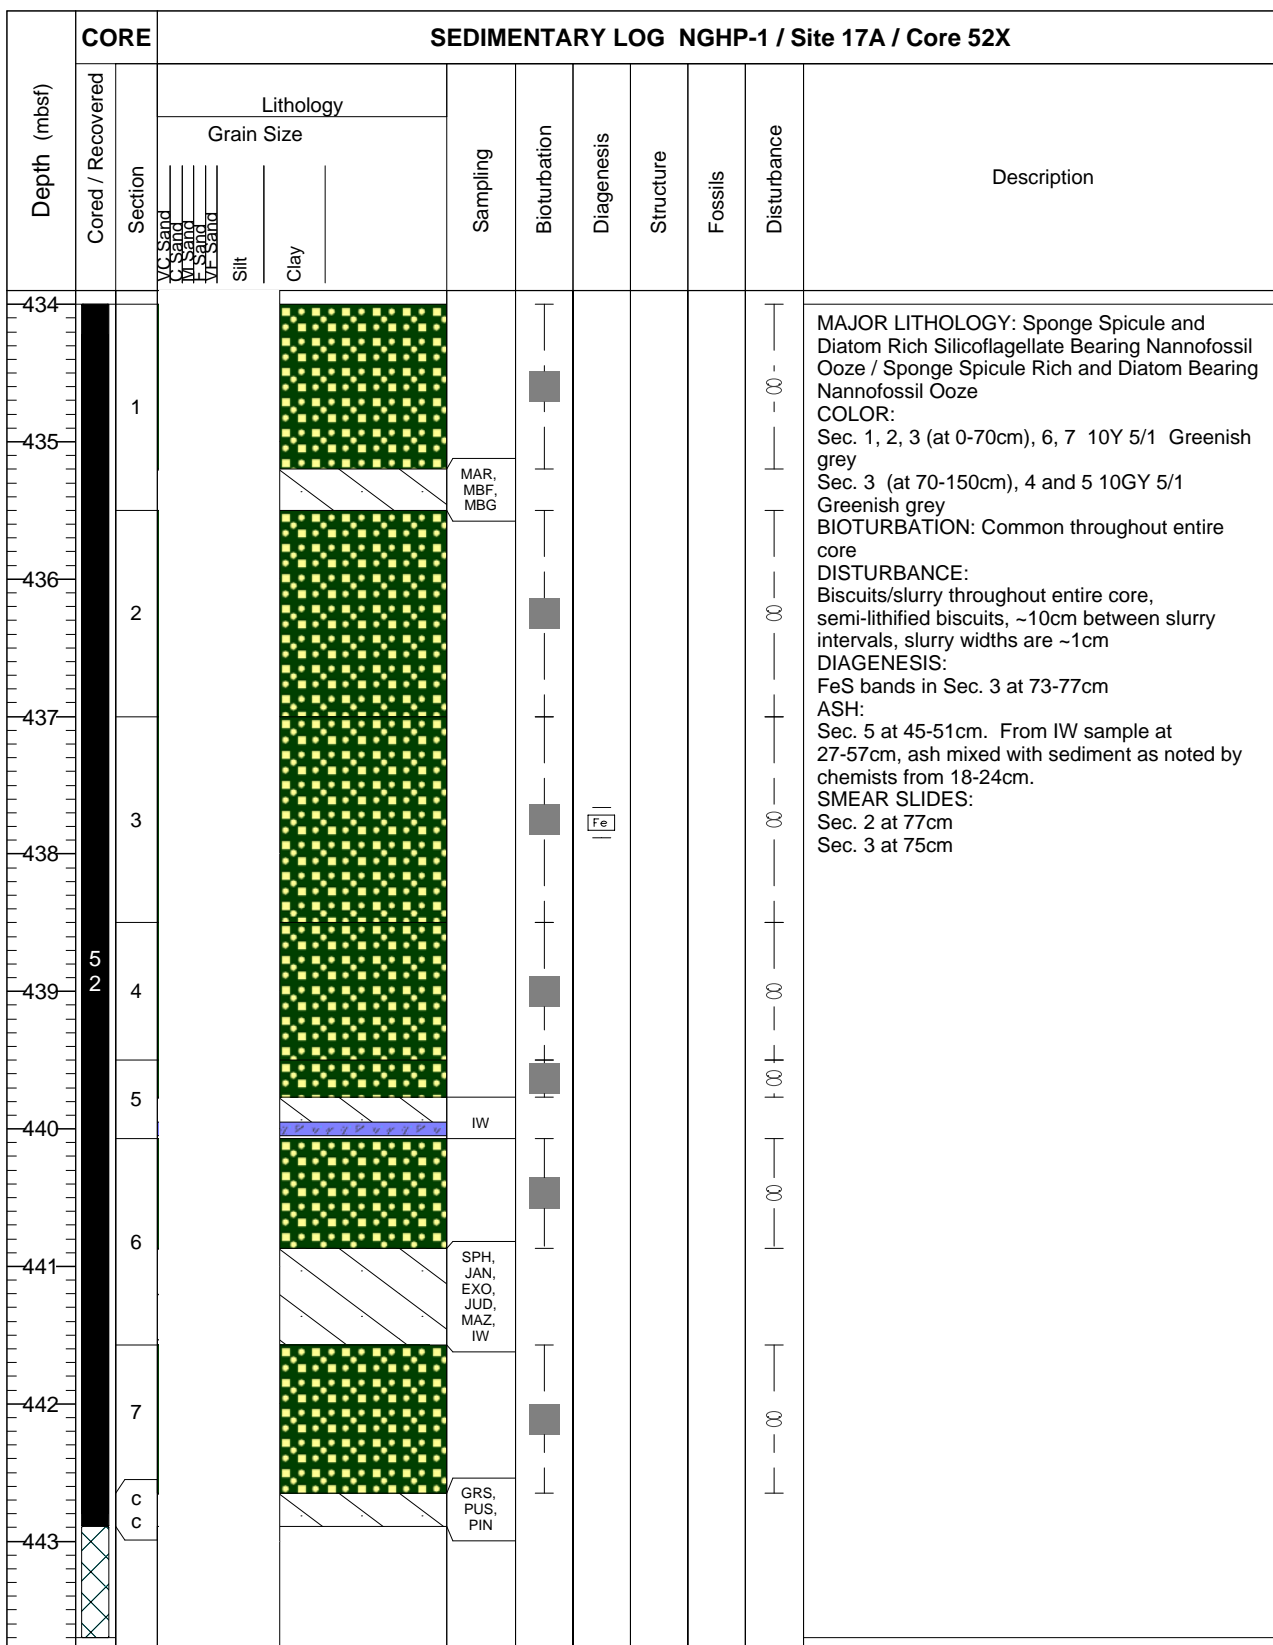 CORE
SEDIMENTARY LOG NGHP-1 / Site 17A / Core 52X
Depth (mbsf)
Cored / Recovered
Section
Lithology
Grain Size
VC Sand
C Sand
M Sand
F Sand
VF Sand
Silt
Clay
Sampling
Bioturbation
Diagenesis
Structure
Fossils
Disturbance
Description
434
435
436
437
438
439
440
441
442
443
5
2
1
2
3
4
5
6
7
c
c
MAR,
MBF,
MBG
IW
SPH,
JAN,
EXO,
JUD,
MAZ,
IW
GRS,
PUS,
PIN
Fe
MAJOR LITHOLOGY: Sponge Spicule and
Diatom Rich Silicoflagellate Bearing Nannofossil
Ooze / Sponge Spicule Rich and Diatom Bearing
Nannofossil Ooze
COLOR:
Sec. 1, 2, 3 (at 0-70cm), 6, 7 10Y 5/1 Greenish
grey
Sec. 3 (at 70-150cm), 4 and 5 10GY 5/1
Greenish grey
BIOTURBATION: Common throughout entire
core
DISTURBANCE:
Biscuits/slurry throughout entire core,
semi-lithified biscuits, ~10cm between slurry
intervals, slurry widths are ~1cm
DIAGENESIS:
FeS bands in Sec. 3 at 73-77cm
ASH:
Sec. 5 at 45-51cm. From IW sample at
27-57cm, ash mixed with sediment as noted by
chemists from 18-24cm.
SMEAR SLIDES:
Sec. 2 at 77cm
Sec. 3 at 75cm